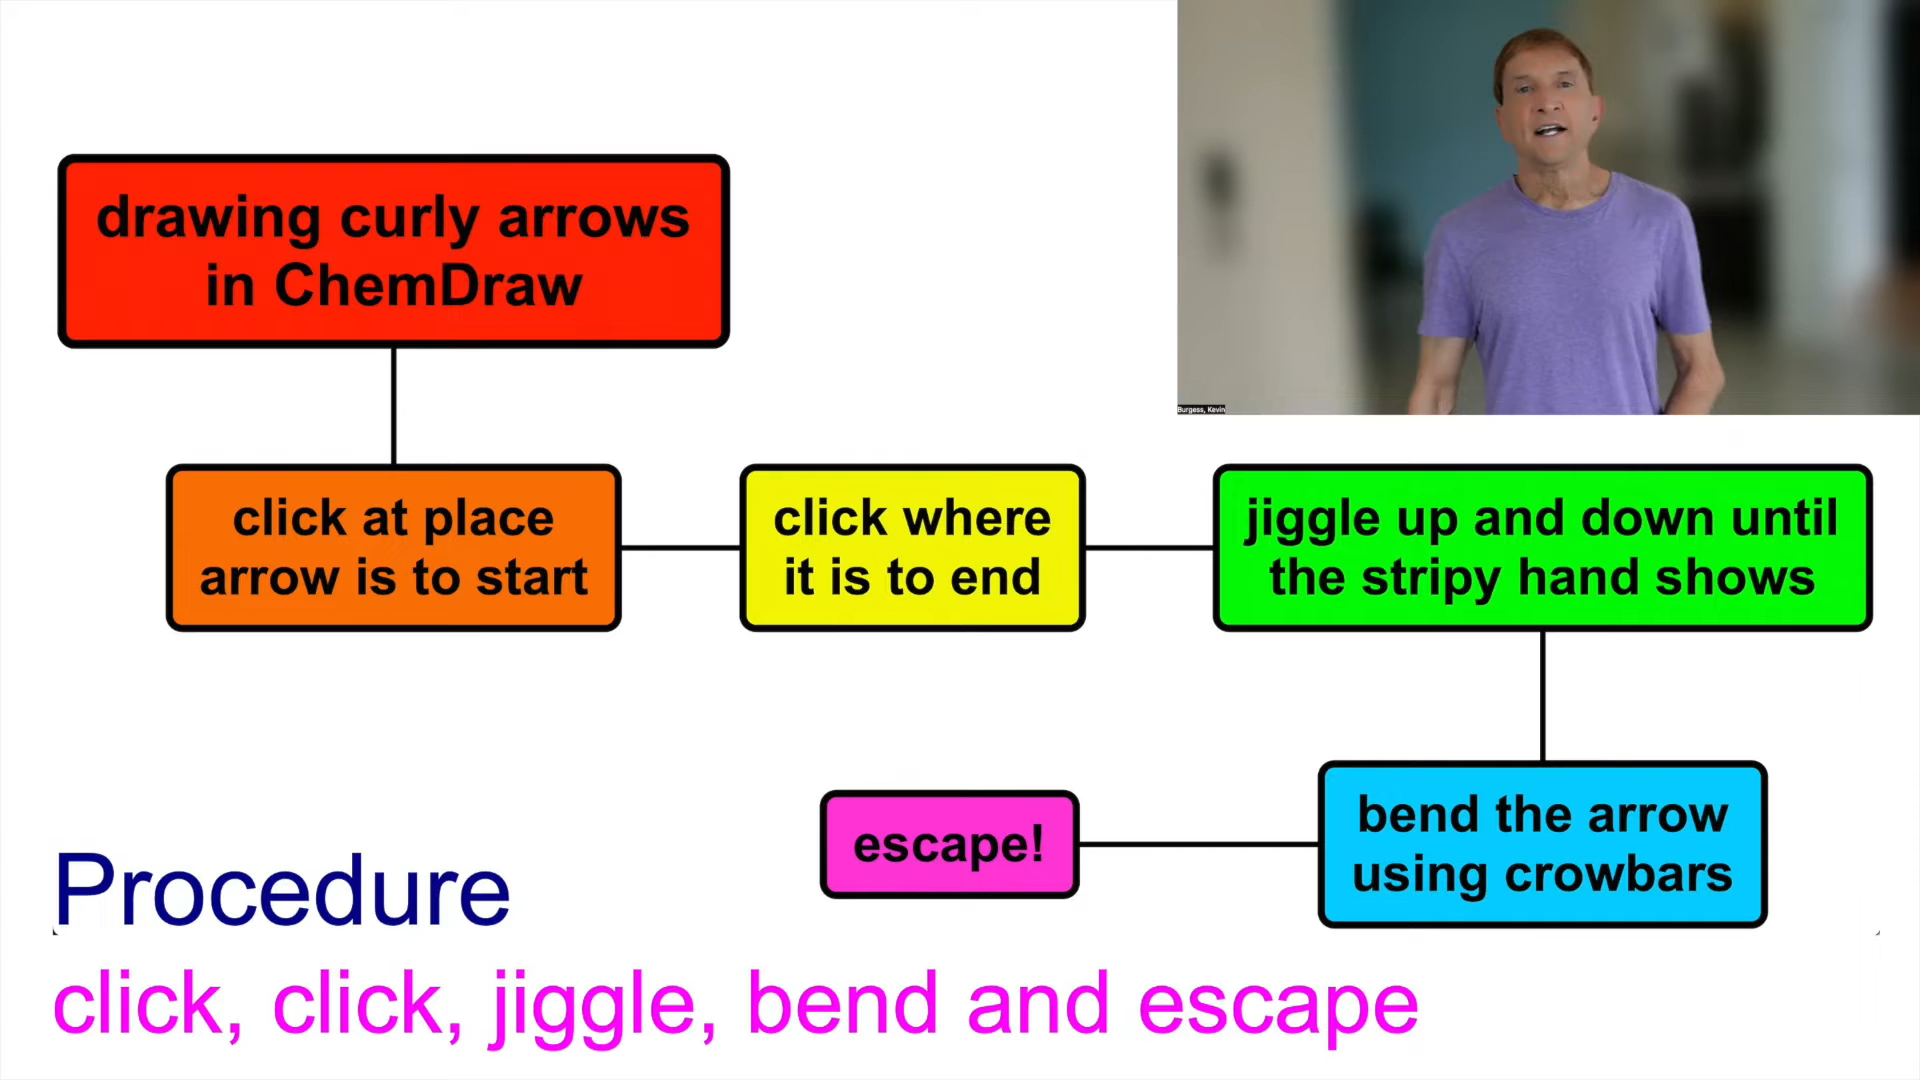 drawing curly arrows
in ChemDraw
Burgess, Kevin
click at place
arrow is to start
click where
it is to end
jiggle up and down until
the stripy hand shows
bend the arrow
using crowbars
escape!
Procedure
click, click, jiggle, bend and escape